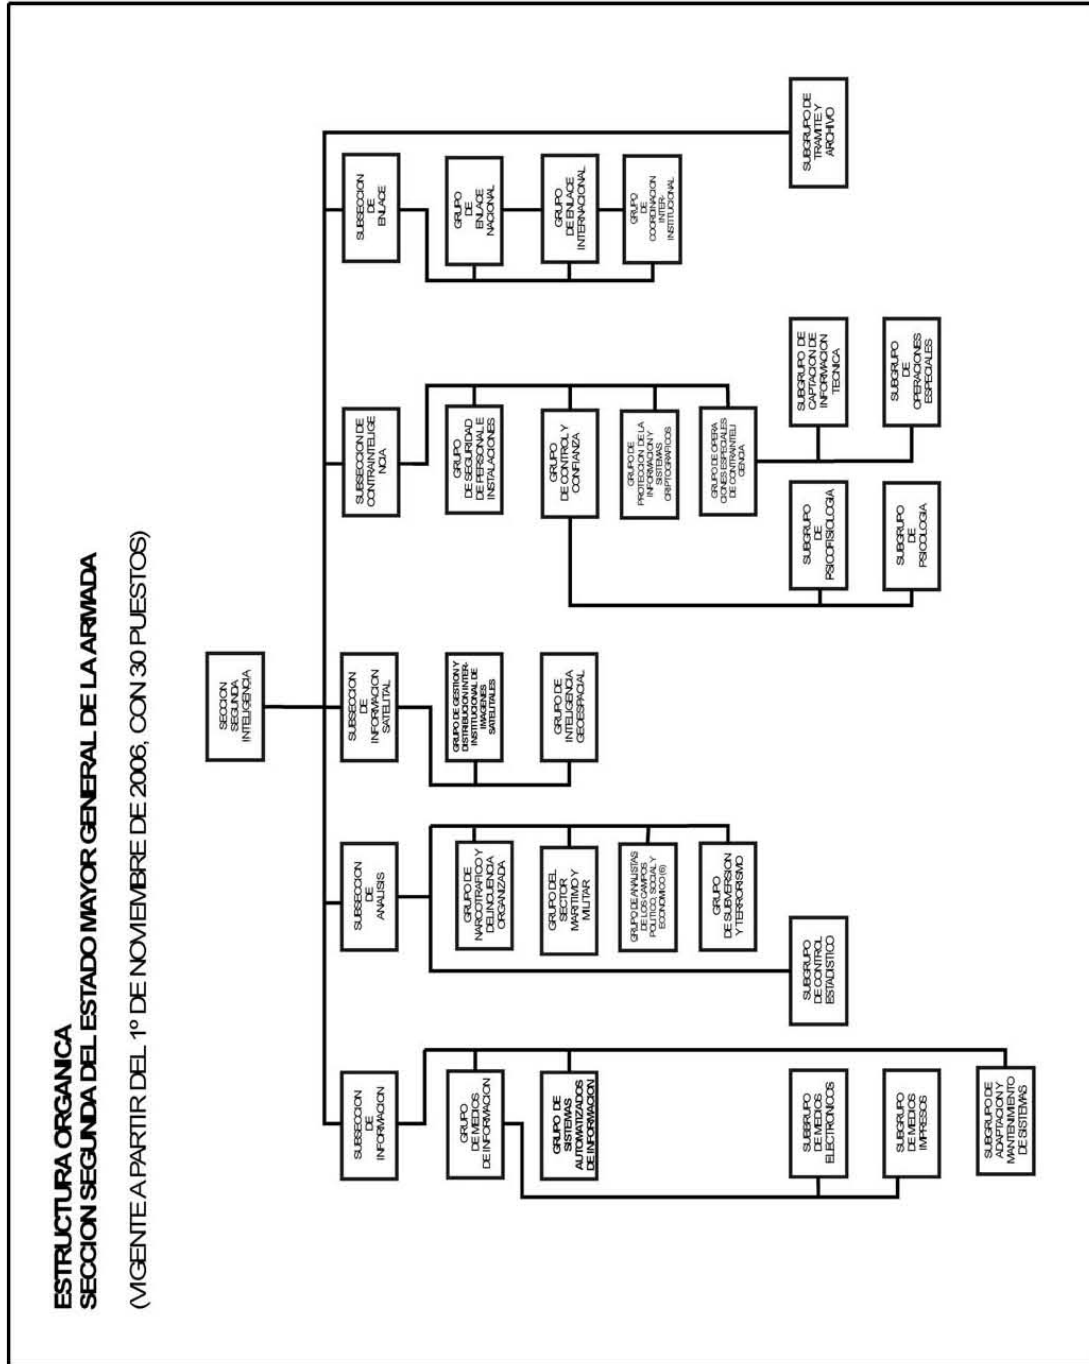 ESTRUCTURA ORGANICA
SECCION SEGUNDA DEL ESTADO MAYOR GENERAL DE LA ARMADA
(VIGENTE A PARTIR DEL 1º DE NOVIEMBRE DE 2006, CON 30 PUESTOS)
SECCION
SEGUNDA
INTELIGENCIA
SUBSECCION
DE
INFORMACION
SUBSECCION
DE
ANALISIS
SUBSECCION
DE
INFORMACION
SATELITAL
SUBSECCION DE
CONTRAINTELIGE
NCIA
SUBSECCION
DE
ENLACE
GRUPO
DE MEDIOS
DE INFORMACION
GRUPO DE
NARCOTRAFICO Y
DELINCUENCIA
ORGANIZADA
GRUPO DE GESTION Y
DISTRIBUCION INTER-
INSTITUCIONAL DE
IMAGENES
SATELITALES
GRUPO
DE SEGURIDAD
DE PERSONAL E
INSTALACIONES
GRUPO
DE
ENLACE
NACIONAL
GRUPO DE
SISTEMAS
AUTOMATIZADOS
DE INFORMACION
GRUPO DEL
SECTOR
MARITIMO Y
MILITAR
GRUPO DE
INTELIGENCIA
GEOESPACIAL
GRUPO
DE CONTROL Y
CONFIANZA
GRUPO
DE ENLACE
INTERNACIONAL
GRUPO DE ANALISTAS
DE LOS CAMPOS
POLITICO, SOCIAL Y
ECONOMICO (6)
GRUPO DE
PROTECCION DE LA
INFORMACION Y
SISTEMAS
CRIPTOGRAFICOS
GRUPO
DE
COORDINACION
INTER-
INSTITUCIONAL
GRUPO
DE SUBVERSION
Y TERRORISMO
GRUPO DE OPERA
CIONES ESPECIALES
DE CONTRAINTELI
GENCIA
SUBBRUPO
DE MEDIOS
ELECTRONICOS
SUBGRUPO
DE CONTROL
ESTADISTICO
SUBGRUPO
DE
PSICOFISIOLOGIA
SUBGRUPO DE
CAPTACION DE
INFORMACION
TECNICA
SUBGRUPO DE
TRAMITE Y
ARCHIVO
SUBGRUPO
DE MEDIOS
IMPRESOS
SUBGRUPO
DE
PSICOLOGIA
SUBGRUPO
DE
OPERACIONES
ESPECIALES
SUBGRUPO DE
ADAPTACION Y
MANTENIMIENTO
DE SISTEMAS